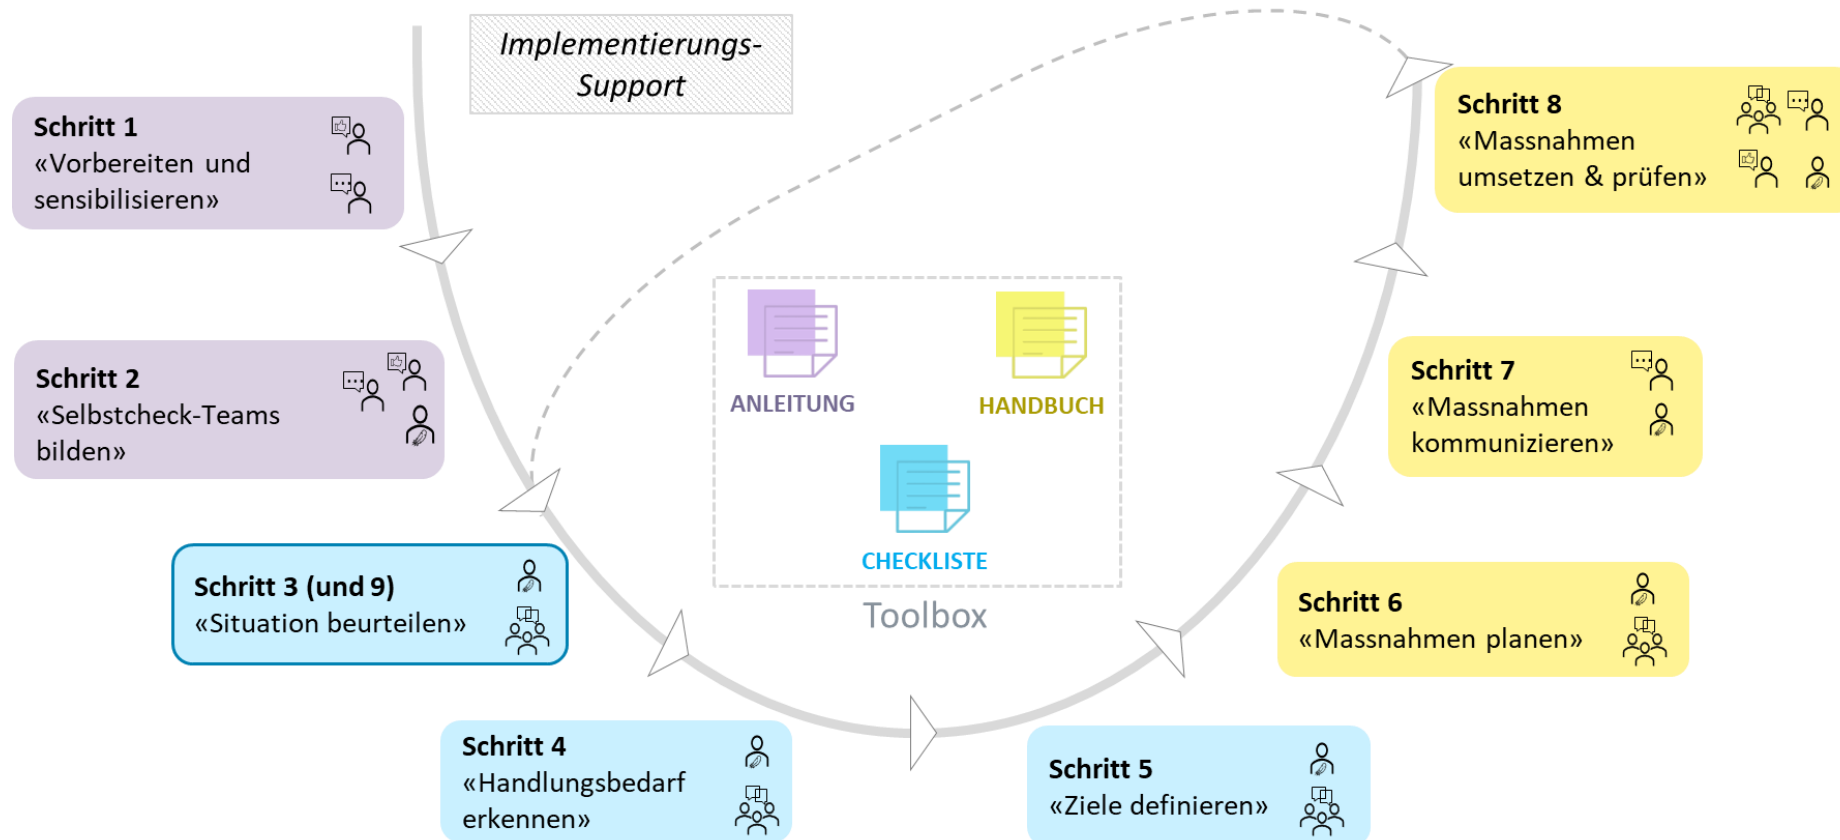 Implementierungs-
Support
Schritt 1
«Vorbereiten und
sensibilisieren»
Schritt 2
«Selbstcheck-Teams
bilden»
Schritt 3 (und 9)
«Situation beurteilen»
Schritt 4
«Handlungsbedarf
erkennen»
Schritt 5
«Ziele definieren»
Schritt 6
«Massnahmen planen»
Schritt 7
«Massnahmen
kommunizieren»
Schritt 8
«Massnahmen
umsetzen & prüfen»
ANLEITUNG
HANDBUCH
CHECKLISTE
Toolbox